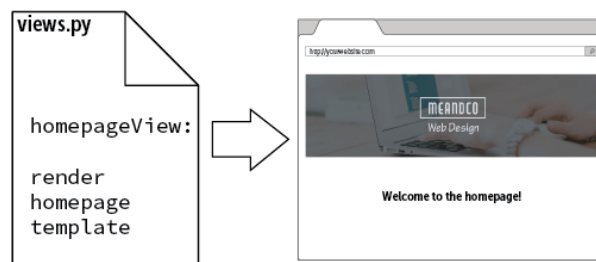 views.py
homepageView:
render
homepage
template
http://yourwebsite.com
MEANDCO
Web Design
Welcome to the homepage!